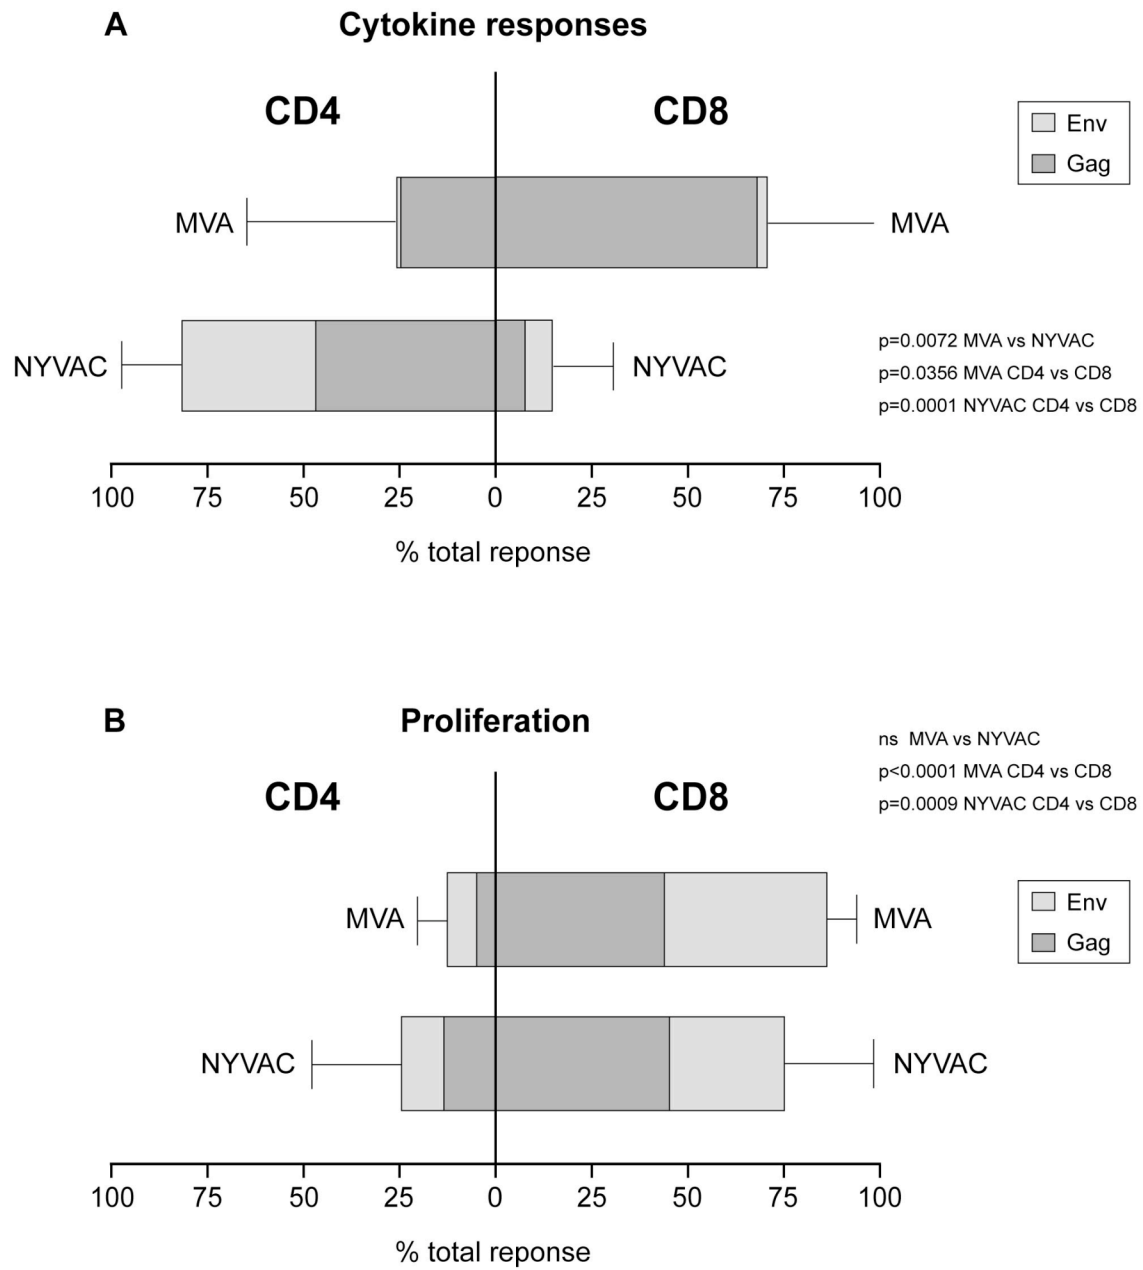 A
Cytokine responses
CD4
CD8
Env
Gag
MVA
MVA
NYVAC
NYVAC
p=0.0072 MVA vs NYVAC
p=0.0356 MVA CD4 vs CD8
p=0.0001 NYVAC CD4 vs CD8
100 75 50 25 0 25 50 75 100
% total reponse
B
Proliferation
ns MVA vs NYVAC
p<0.0001 MVA CD4 vs CD8
p=0.0009 NYVAC CD4 vs CD8
CD4
CD8
Env
Gag
MVA
MVA
NYVAC
NYVAC
100 75 50 25 0 25 50 75 100
% total reponse